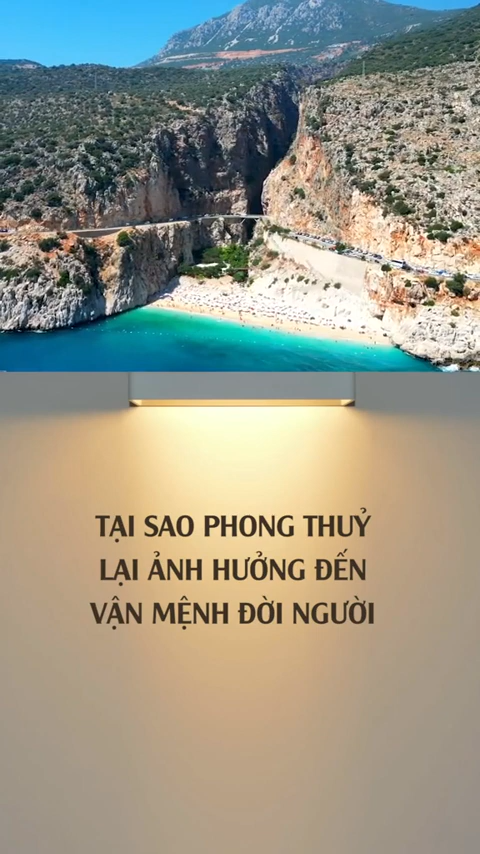 TẠI SAO PHONG THUỶ
LẠI ẢNH HƯỞNG ĐẾN
VẬN MỆNH ĐỜI NGƯỜI